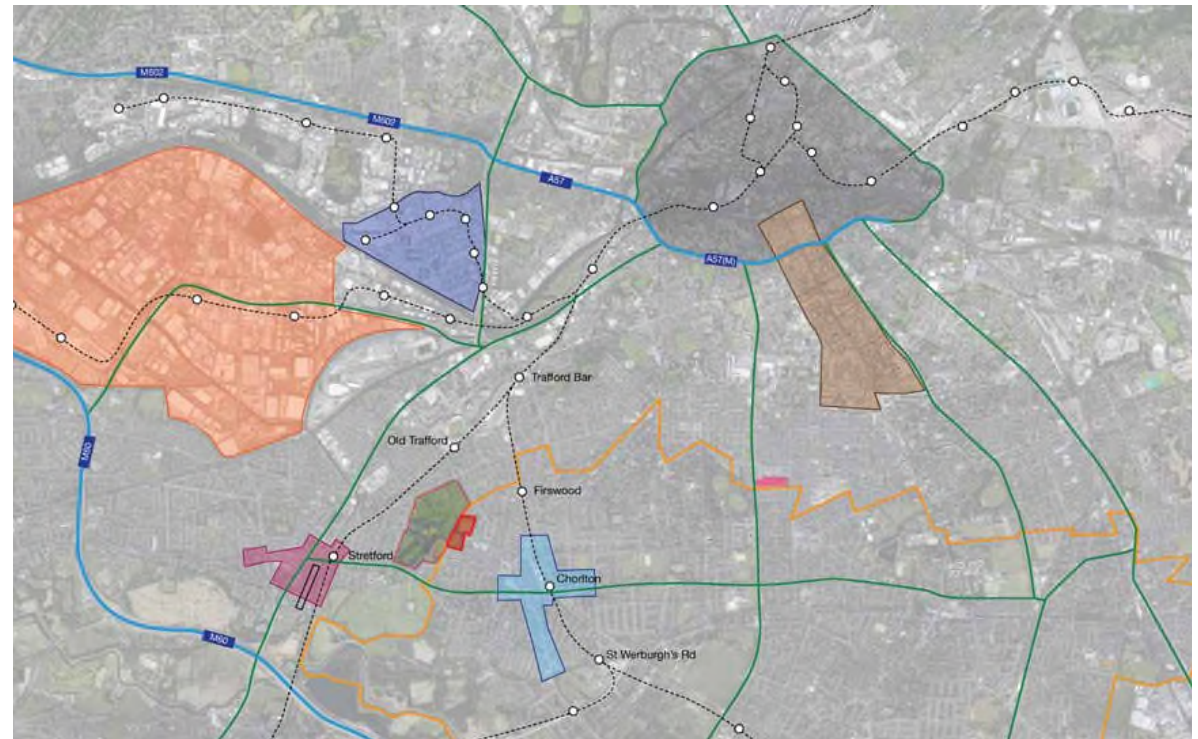 M602
M602
A57
A57(M)
Trafford Bar
M60
Old Trafford
Firswood
Stretford
Chorlton
M60
St Werburgh's Rd